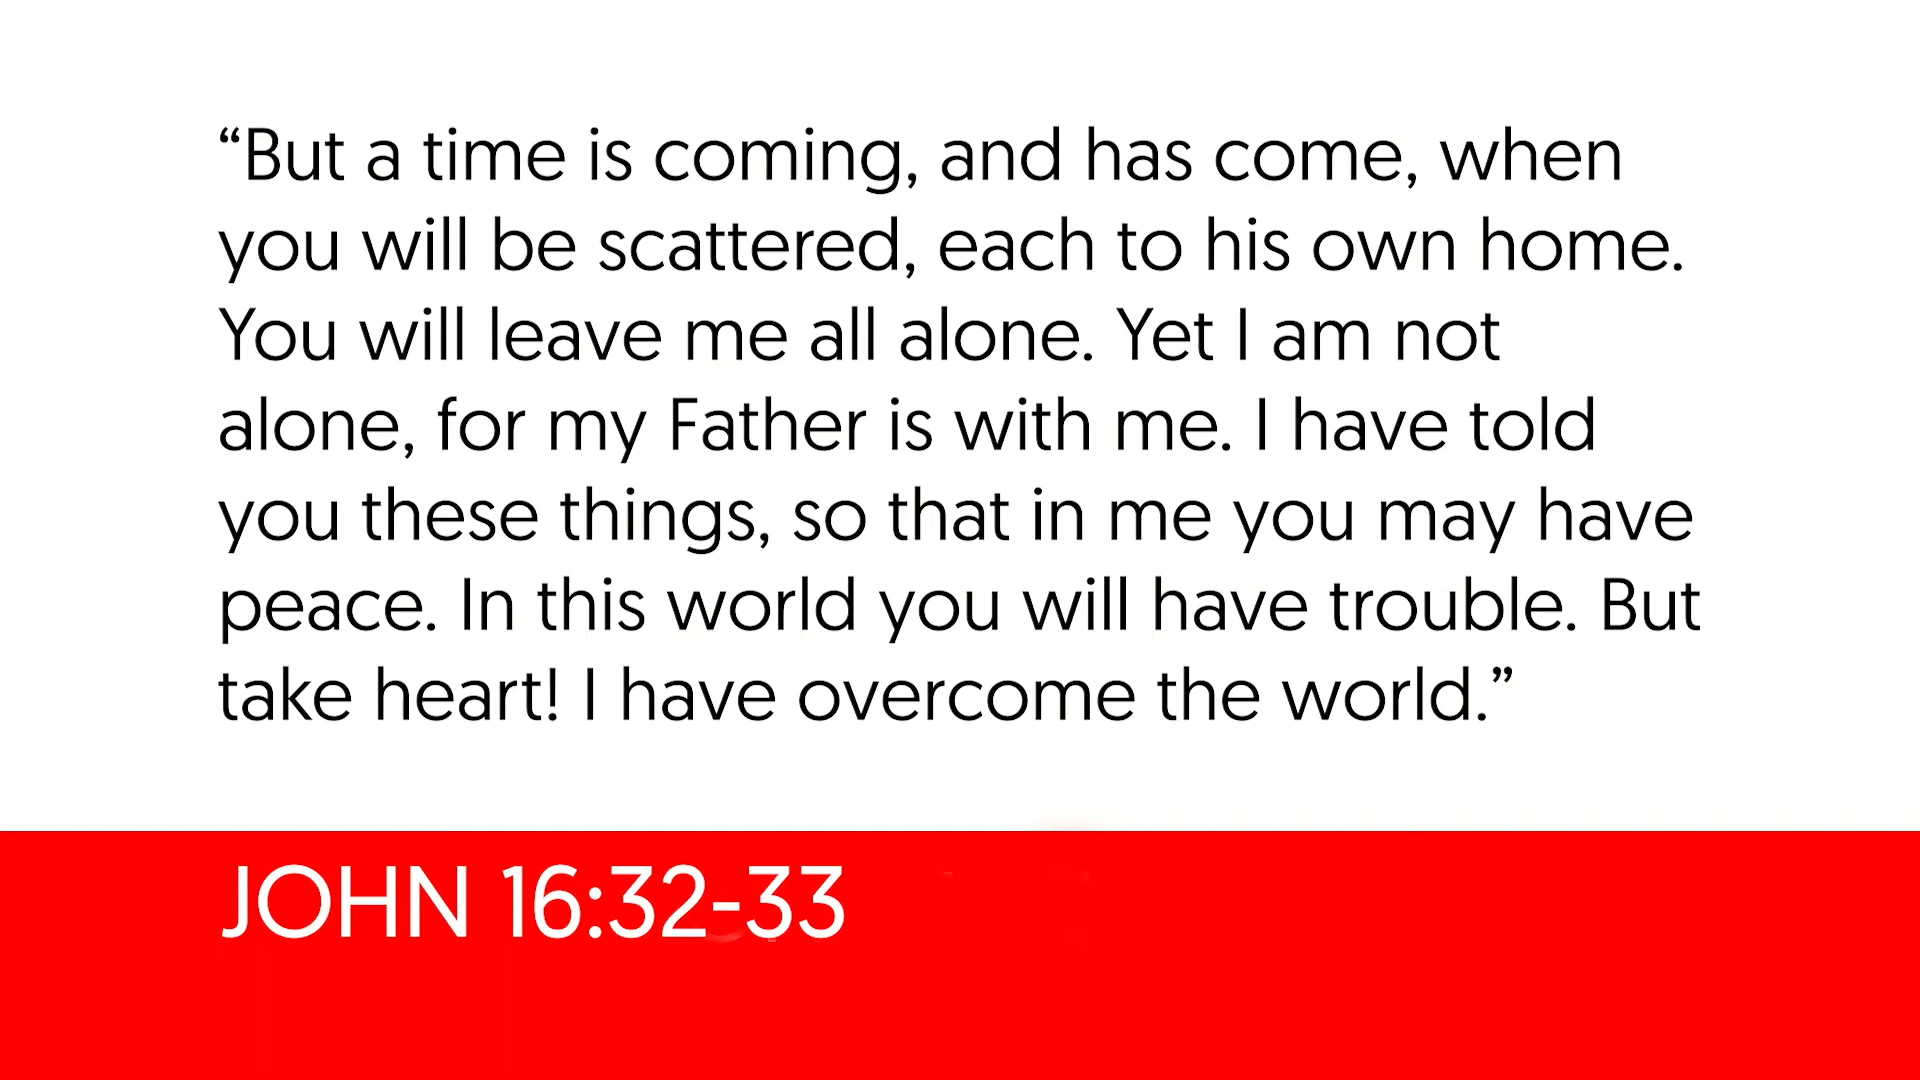 “But a time is coming, and has come, when
you will be scattered, each to his own home.
You will leave me all alone. Yet I am not
alone, for my Father is with me. I have told
you these things, so that in me you may have
peace. In this world you will have trouble. But
take heart! I have overcome the world.”
JOHN 16:32-33